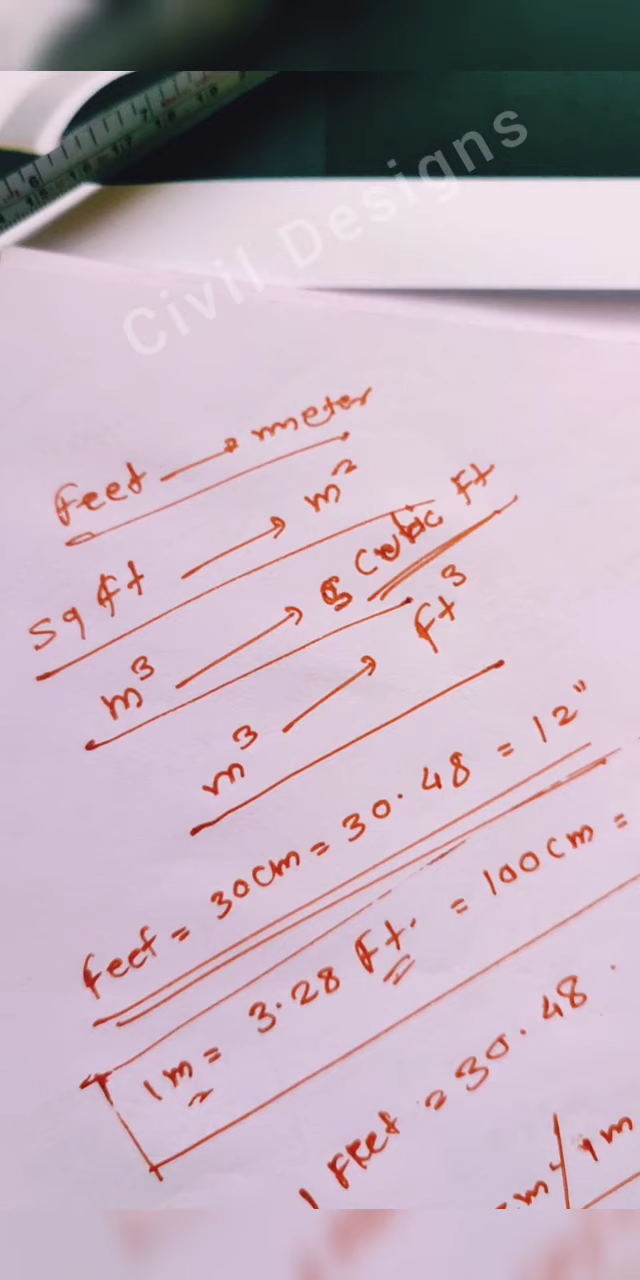 Civil Designs
Feet → meter
Sq ft → m²
m³ → Cubic Ft
m³ → ft³
feet = 30cm = 30.48 = 12"
1m = 3.28 Ft. = 100cm =
1 Feet = 30.48